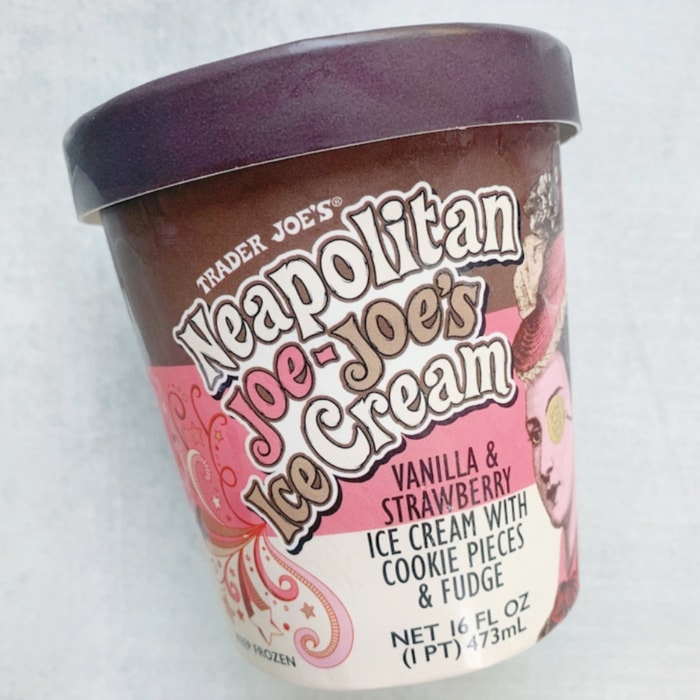 TRADER JOE'S®
Neapolitan
Joe-Joe's
Ice Cream
VANILLA &
STRAWBERRY
ICE CREAM WITH
COOKIE PIECES
& FUDGE
NET 16 FL OZ
(1 PT) 473mL
FROZEN